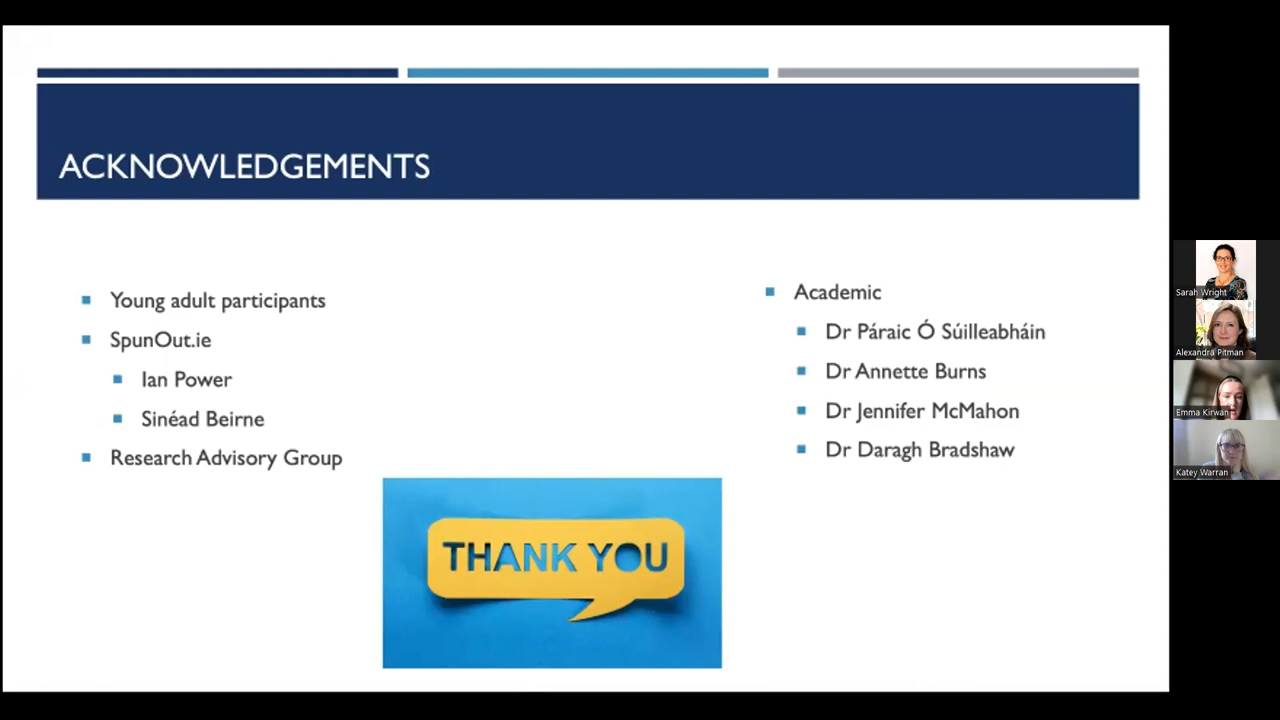 ACKNOWLEDGEMENTS
Young adult participants
SpunOut.ie
Ian Power
Sinéad Beirne
Research Advisory Group
Academic
Dr Páraic Ó Súilleabháin
Dr Annette Burns
Dr Jennifer McMahon
Dr Daragh Bradshaw
THANK YOU
Sarah Wright
Alexandra Pitman
Emma Kirwan
Katey Warran